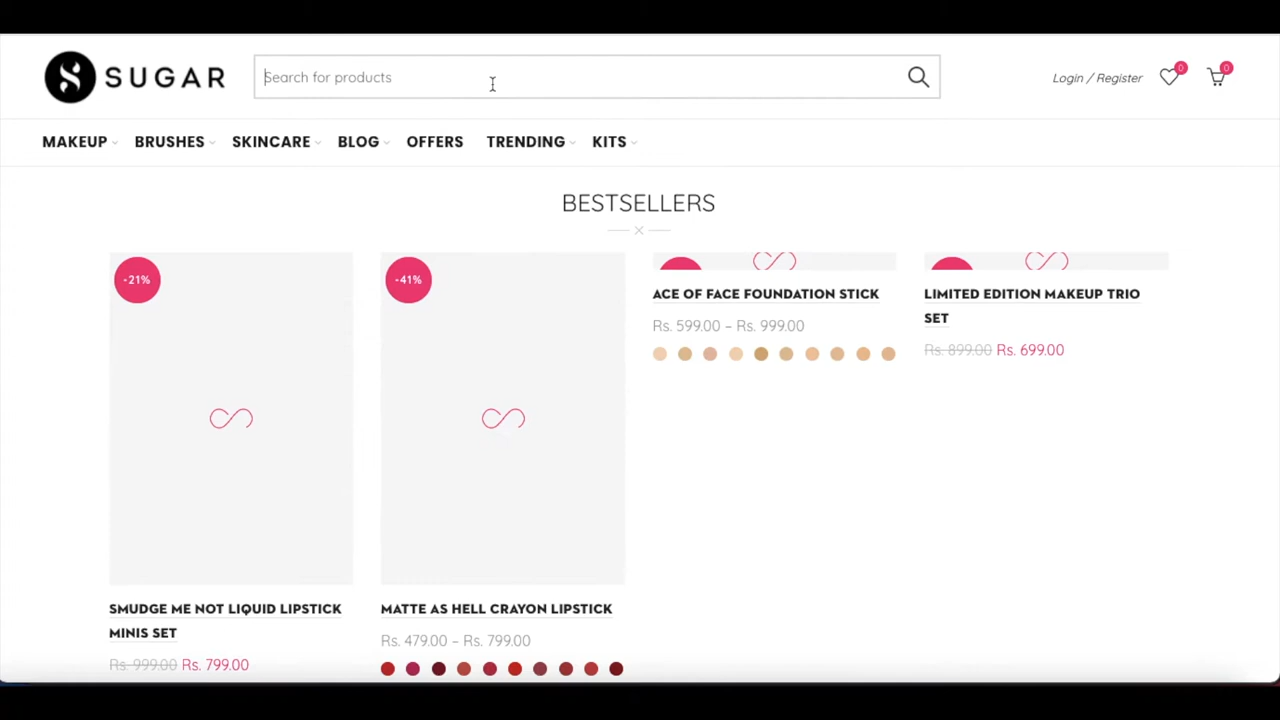 SUGAR
Search for products
Login / Register
0
0
MAKEUP BRUSHES SKINCARE BLOG OFFERS TRENDING KITS
BESTSELLERS
-21%
-41%
ACE OF FACE FOUNDATION STICK
Rs. 599.00 – Rs. 999.00
LIMITED EDITION MAKEUP TRIO
SET
Rs. 899.00 Rs. 699.00
SMUDGE ME NOT LIQUID LIPSTICK
MINIS SET
Rs. 999.00 Rs. 799.00
MATTE AS HELL CRAYON LIPSTICK
Rs. 479.00 – Rs. 799.00